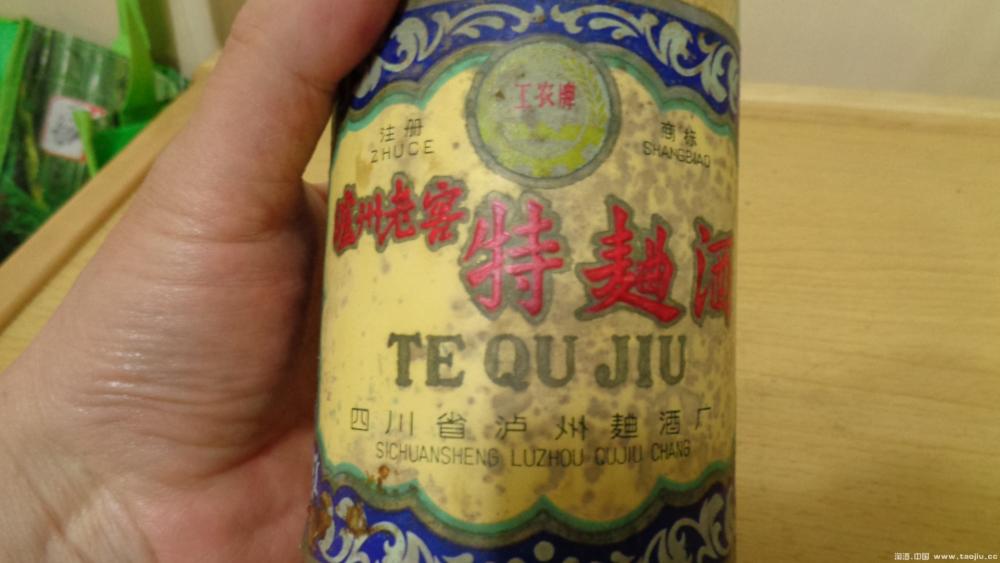 工农牌
注册 商标
ZHUCE SHANGBIAO
泸州老窖
特麯酒
TE QU JIU
四川省泸州麯酒厂
SICHUANSHENG LUZHOU QUJIU CHANG
淘酒.中国 www.taojiu.cc